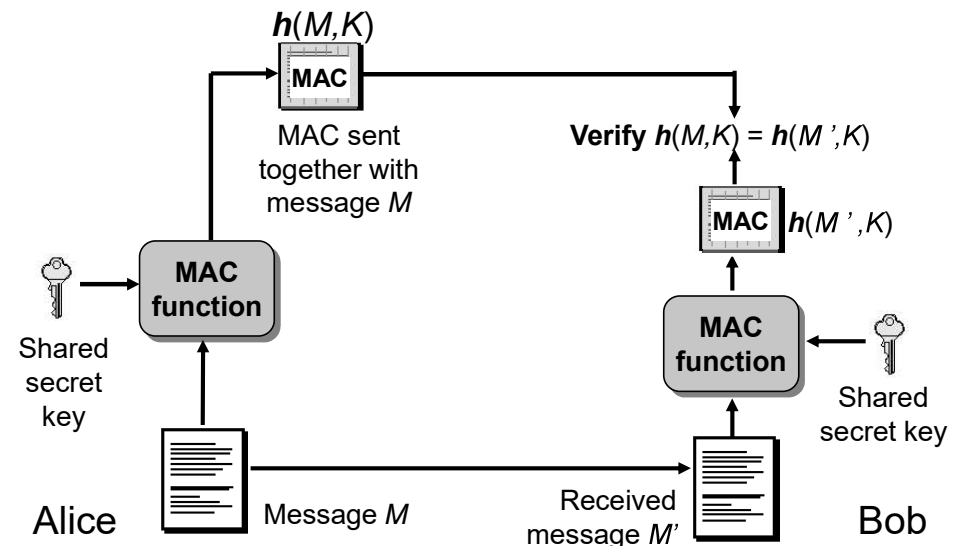 h(M,K)
MAC
MAC sent
together with
message M
Verify h(M,K) = h(M ',K)
MAC
h(M ',K)
MAC
function
Shared
secret
key
MAC
function
Shared
secret key
Alice
Message M
Received
message M'
Bob